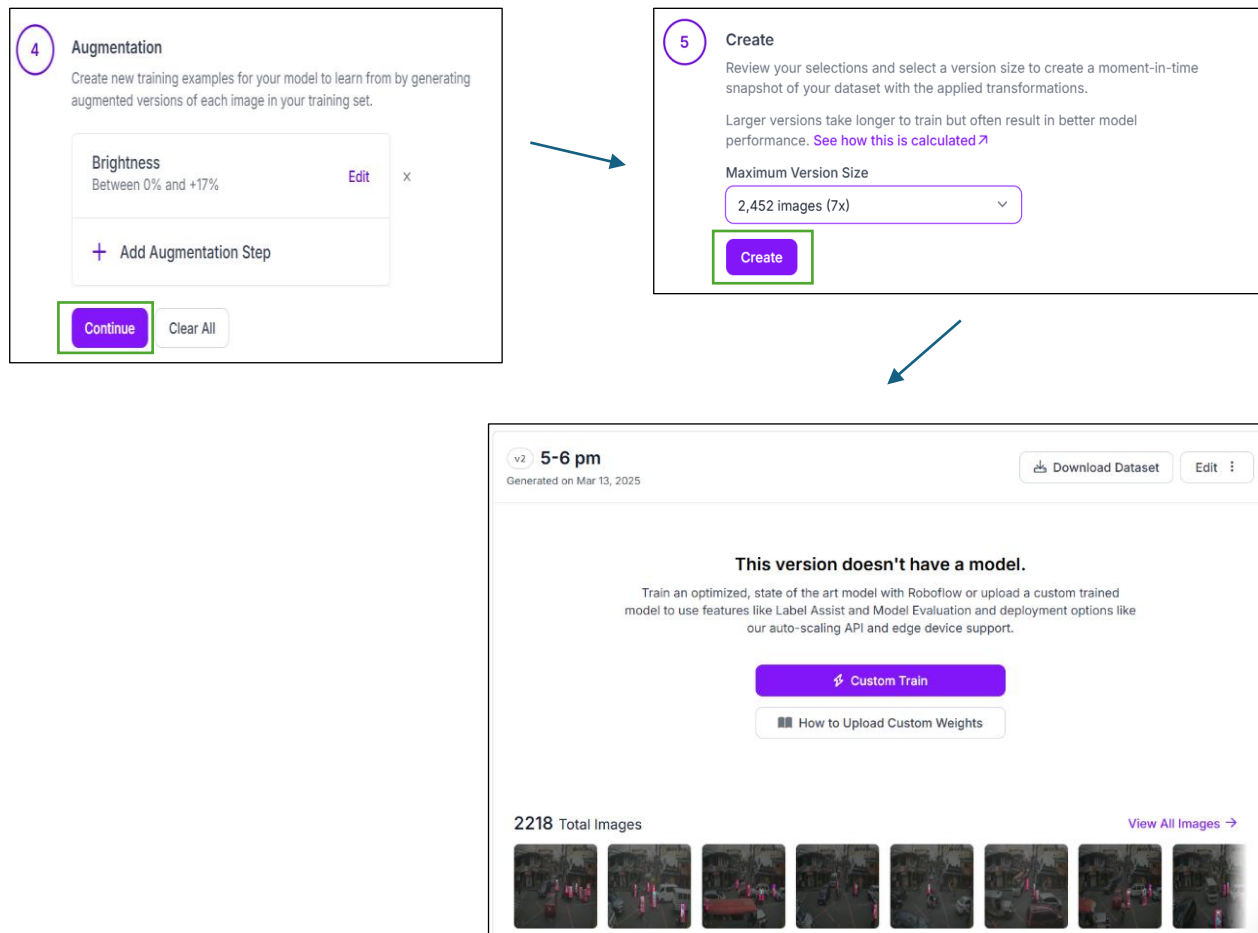 4
Augmentation
Create new training examples for your model to learn from by generating
augmented versions of each image in your training set.
Brightness
Between 0% and +17%
Edit
x
+ Add Augmentation Step
Continue
Clear All
5
Create
Review your selections and select a version size to create a moment-in-time
snapshot of your dataset with the applied transformations.
Larger versions take longer to train but often result in better model
performance. See how this is calculated
Maximum Version Size
2,452 images (7x)
Create
v2 5-6 pm
Generated on Mar 13, 2025
Download Dataset
Edit
This version doesn't have a model.
Train an optimized, state of the art model with Roboflow or upload a custom trained
model to use features like Label Assist and Model Evaluation and deployment options like
our auto-scaling API and edge device support.
Custom Train
How to Upload Custom Weights
2218 Total Images
View All Images →